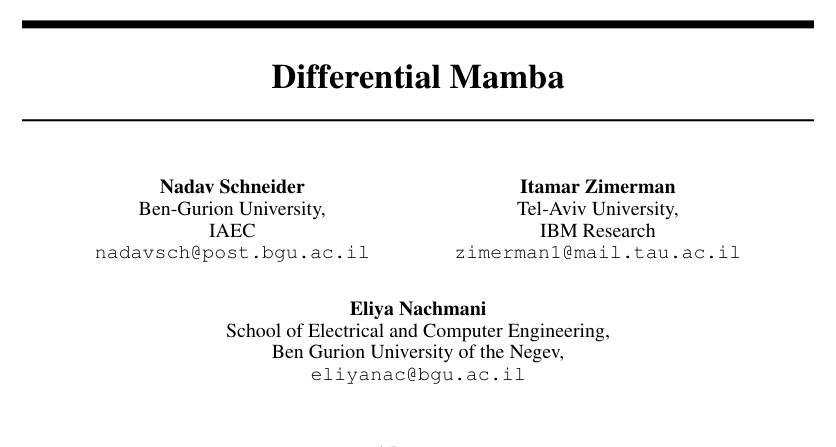 Differential Mamba
Nadav Schneider
Ben-Gurion University,
IAEC
nadavsch@post.bgu.ac.il
Itamar Zimerman
Tel-Aviv University,
IBM Research
zimerman1@mail.tau.ac.il
Eliya Nachmani
School of Electrical and Computer Engineering,
Ben Gurion University of the Negev,
eliyanac@bgu.ac.il